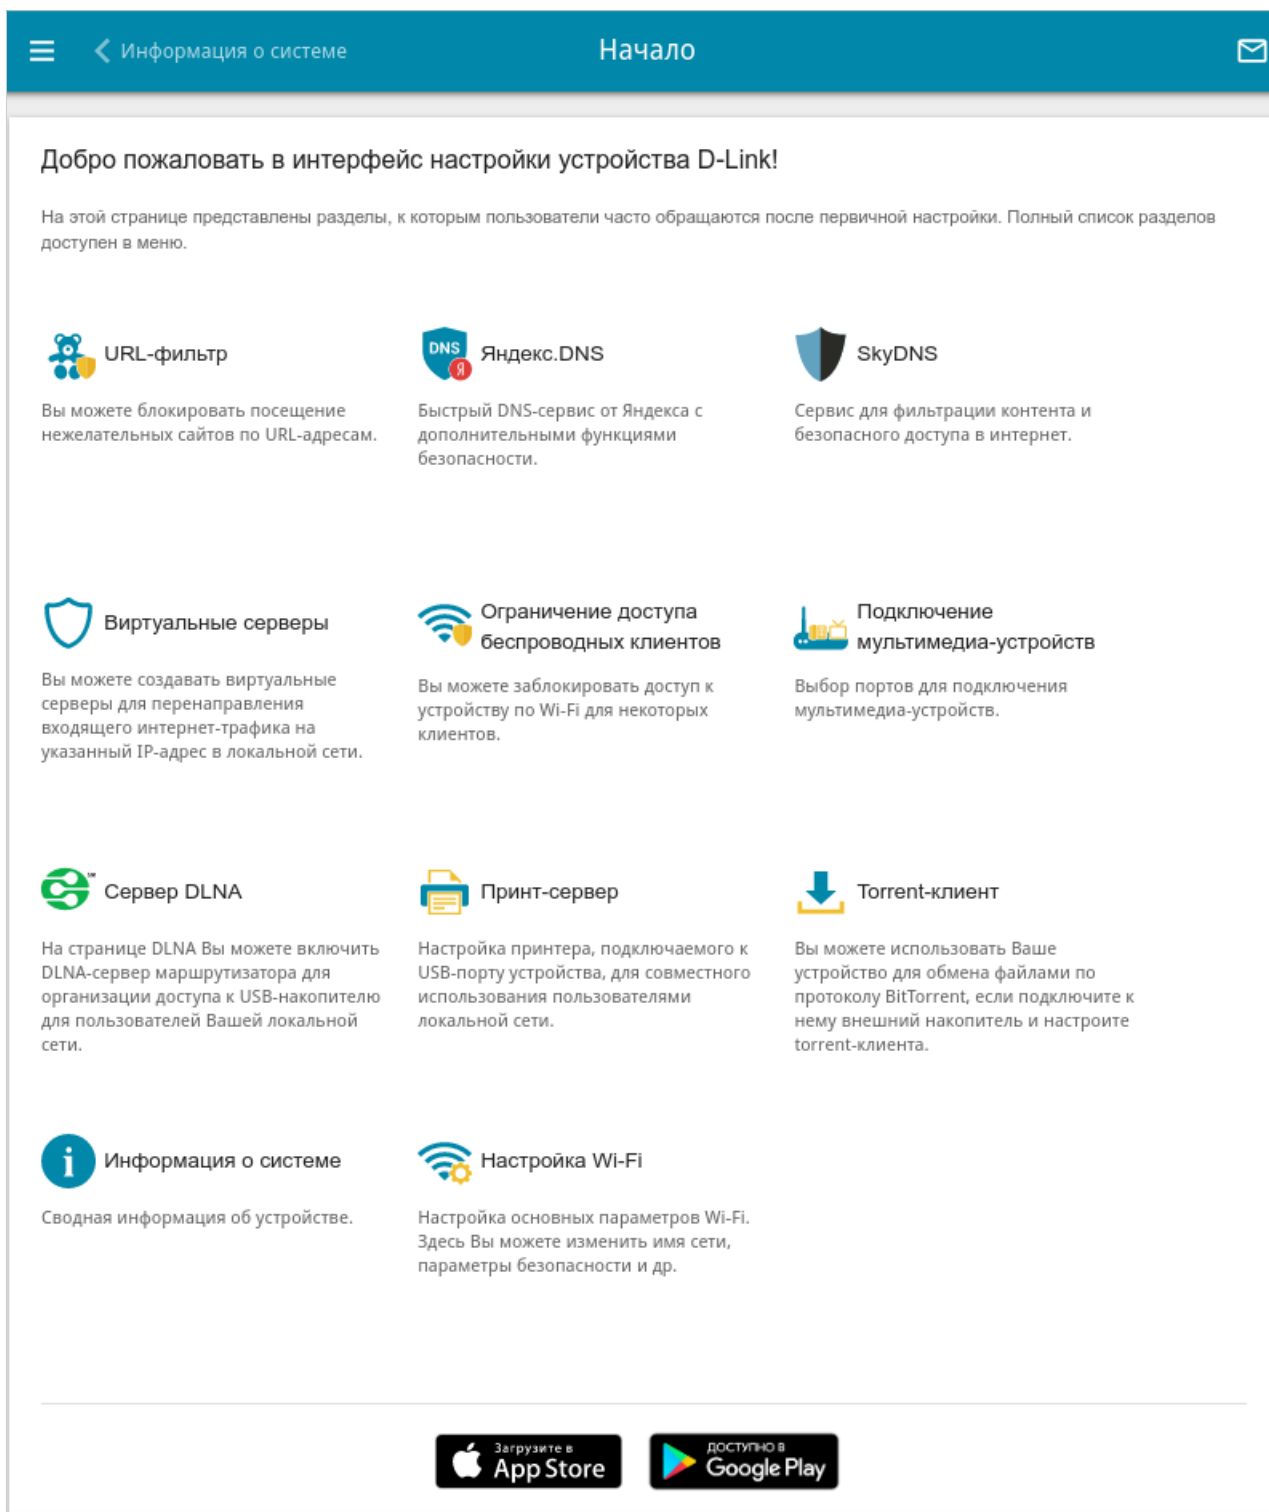 Информация о системе
Начало
Добро пожаловать в интерфейс настройки устройства D-Link!
На этой странице представлены разделы, к которым пользователи часто обращаются после первичной настройки. Полный список разделов
доступен в меню.
URL-фильтр
Вы можете блокировать посещение
нежелательных сайтов по URL-адресам.
DNS
Я
Яндекс.DNS
Быстрый DNS-сервис от Яндекса с
дополнительными функциями
безопасности.
SkyDNS
Сервис для фильтрации контента и
безопасного доступа в интернет.
Виртуальные серверы
Вы можете создавать виртуальные
серверы для перенаправления
входящего интернет-трафика на
указанный IP-адрес в локальной сети.
Ограничение доступа
беспроводных клиентов
Вы можете заблокировать доступ к
устройству по Wi-Fi для некоторых
клиентов.
Подключение
мультимедиа-устройств
Выбор портов для подключения
мультимедиа-устройств.
Сервер DLNA
На странице DLNA Вы можете включить
DLNA-сервер маршрутизатора для
организации доступа к USB-накопителю
для пользователей Вашей локальной
сети.
Принт-сервер
Настройка принтера, подключаемого к
USB-порту устройства, для совместного
использования пользователями
локальной сети.
Torrent-клиент
Вы можете использовать Ваше
устройство для обмена файлами по
протоколу BitTorrent, если подключите к
нему внешний накопитель и настроите
torrent-клиента.
Информация о системе
Сводная информация об устройстве.
Настройка Wi-Fi
Настройка основных параметров Wi-Fi.
Здесь Вы можете изменить имя сети,
параметры безопасности и др.
Загрузите в
App Store
ДОСТУПНО В
Google Play